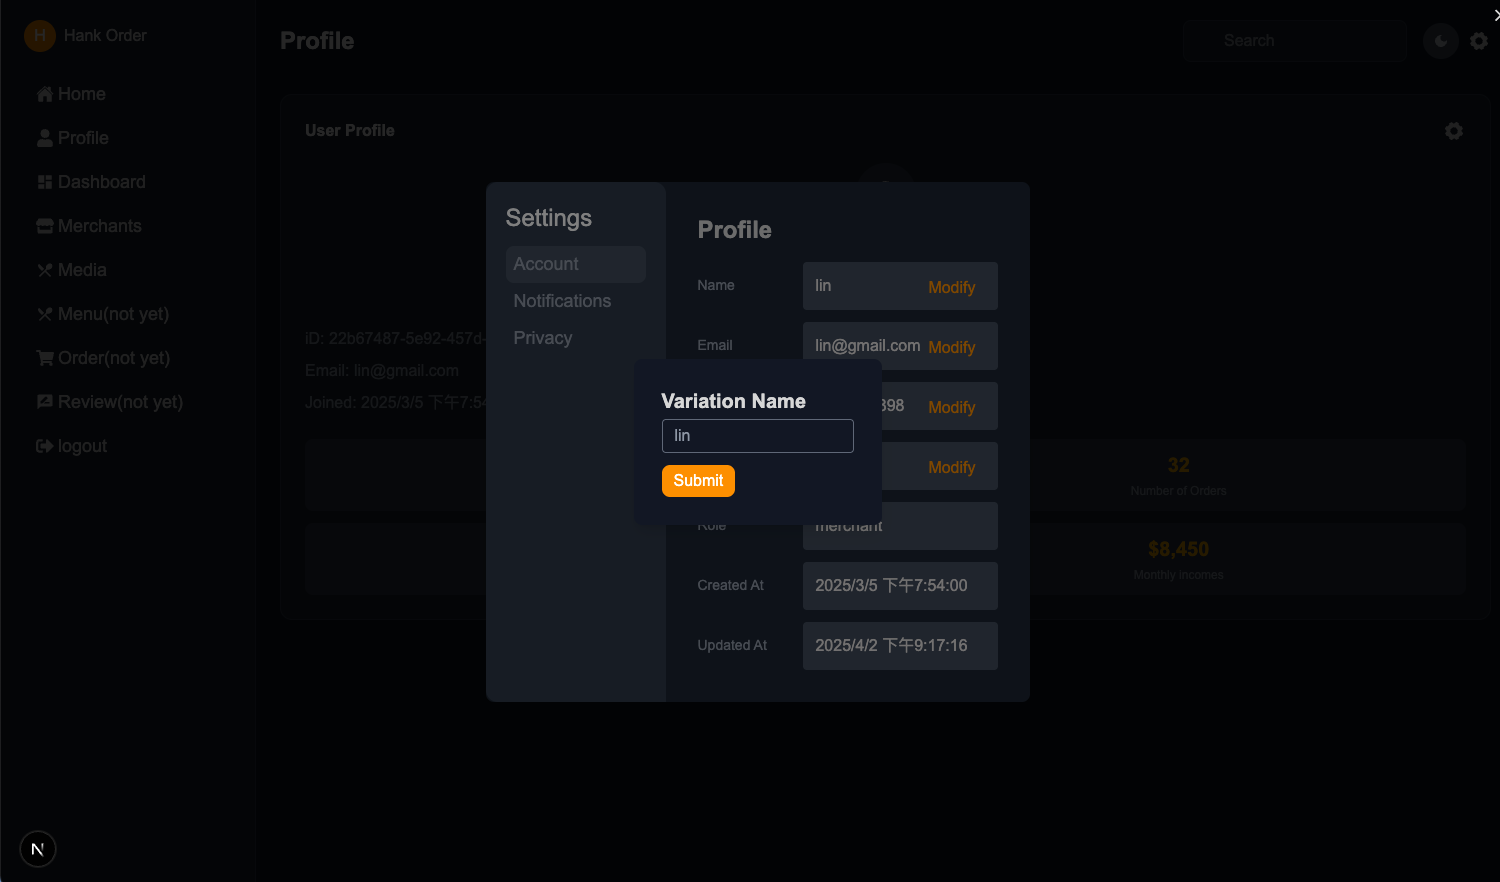 H Hank Order
Home
Profile
Dashboard
Merchants
Media
Menu(not yet)
Order(not yet)
Review(not yet)
logout
N
Profile
Search
User Profile
ID: 22b67487-5e92-457d-
Email: lin@gmail.com
Joined: 2025/3/5 下午7:54
32
Number of Orders
$8,450
Monthly incomes
Settings
Account
Notifications
Privacy
Profile
Name lin Modify
Email lin@gmail.com Modify
398 Modify
Modify
Role merchant
Created At 2025/3/5 下午7:54:00
Updated At 2025/4/2 下午9:17:16
Variation Name
lin
Submit